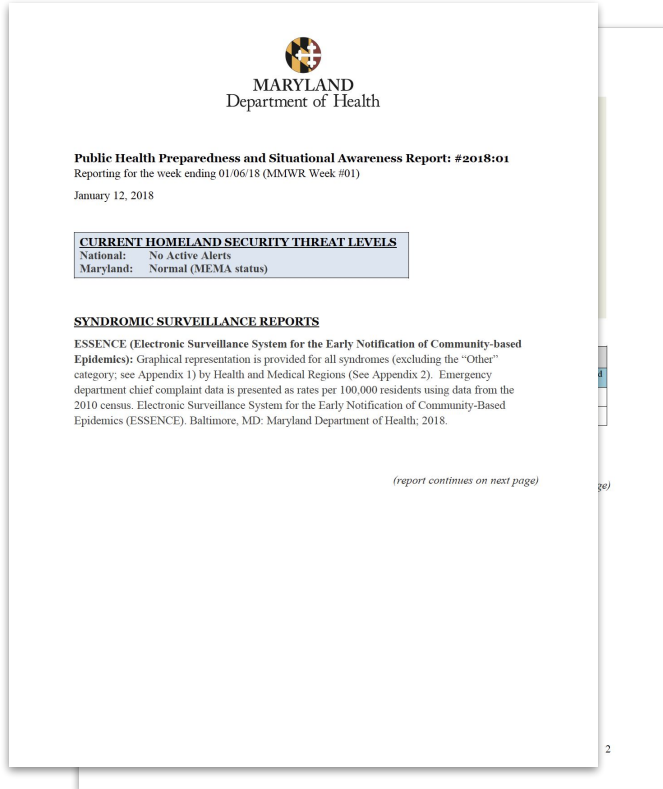 MARYLAND
Department of Health
Public Health Preparedness and Situational Awareness Report: #2018:01
Reporting for the week ending 01/06/18 (MMWR Week #01)
January 12, 2018
CURRENT HOMELAND SECURITY THREAT LEVELS
National: No Active Alerts
Maryland: Normal (MEMA status)
SYNDROMIC SURVEILLANCE REPORTS
ESSENCE (Electronic Surveillance System for the Early Notification of Community-based
Epidemics): Graphical representation is provided for all syndromes (excluding the “Other”
category; see Appendix 1) by Health and Medical Regions (See Appendix 2). Emergency
department chief complaint data is presented as rates per 100,000 residents using data from the
2010 census. Electronic Surveillance System for the Early Notification of Community-Based
Epidemics (ESSENCE). Baltimore, MD: Maryland Department of Health; 2018.
(report continues on next page)
2